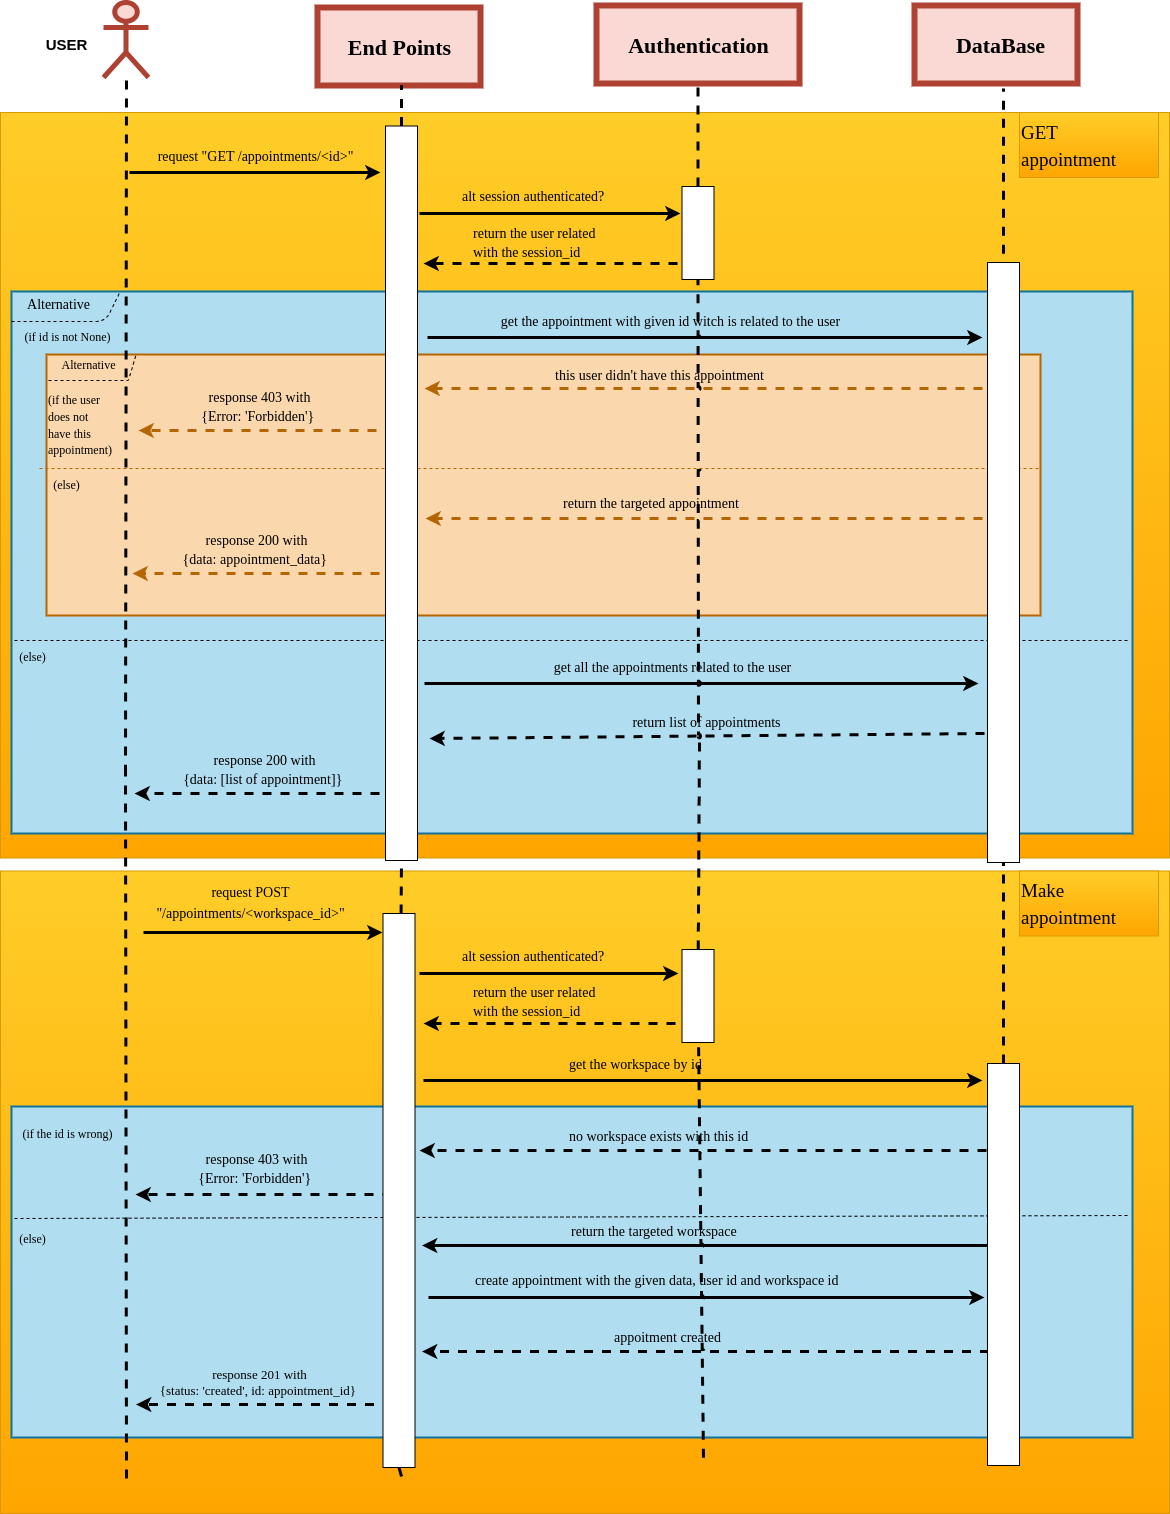 USER
End Points
Authentication
DataBase
GET
appointment
request "GET /appointments/<id>"
alt session authenticated?
return the user related
with the session_id
Alternative
(if id is not None)
get the appointment with given id witch is related to the user
Alternative
this user didn't have this appointment
(if the user
does not
have this
appointment)
response 403 with
{Error: 'Forbidden'}
(else)
return the targeted appointment
response 200 with
{data: appointment_data}
(else)
get all the appointments related to the user
return list of appointments
response 200 with
{data: [list of appointment]}
Make
appointment
request POST
"/appointments/<workspace_id>"
alt session authenticated?
return the user related
with the session_id
get the workspace by id
(if the id is wrong)
no workspace exists with this id
response 403 with
{Error: 'Forbidden'}
(else)
return the targeted workspace
create appointment with the given data, user id and workspace id
appoitment created
response 201 with
{status: 'created', id: appointment_id}